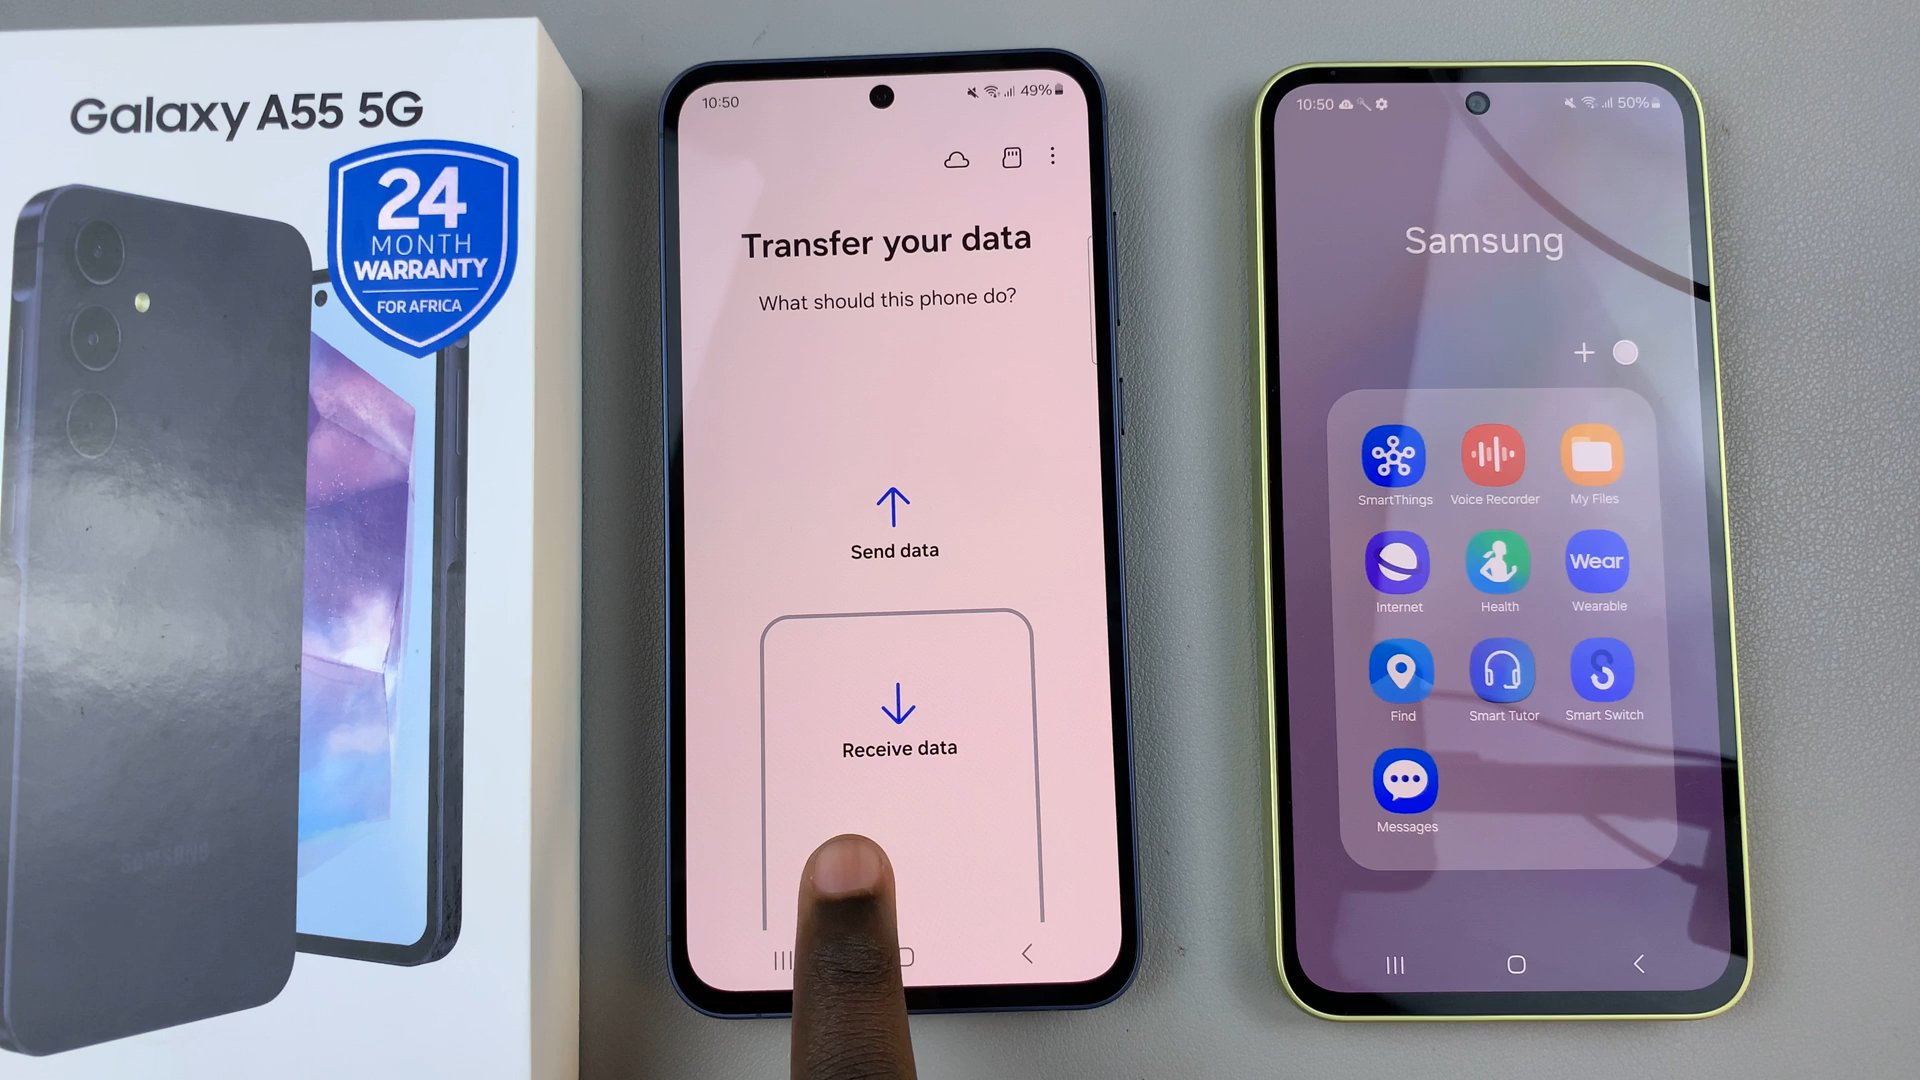 Galaxy A55 5G
24
MONTH
WARRANTY
FOR AFRICA
SAMSUNG
10:50
49%
Transfer your data
What should this phone do?
Send data
Receive data
10:50
50%
Samsung
SmartThings
Voice Recorder
My Files
Internet
Health
Wear
Wearable
Find
Smart Tutor
Smart Switch
Messages